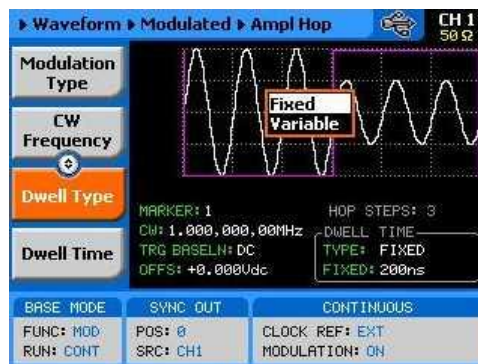 ▶ Waveform ▶ Modulated ▶ Ampl Hop
CH 1
50 Ω
Modulation
Type
CW
Frequency
Dwell Type
Dwell Time
Fixed
Variable
MARKER: 1
HOP STEPS: 3
CW: 1.000,000,00MHz
DWELL TIME
TRG BASELN: DC
TYPE: FIXED
OFFS: +0.000Vdc
FIXED: 200ns
BASE MODE
SYNC OUT
CONTINUOUS
FUNC: MOD
POS: 0
CLOCK REF: EXT
RUN: CONT
SRC: CH1
MODULATION: ON